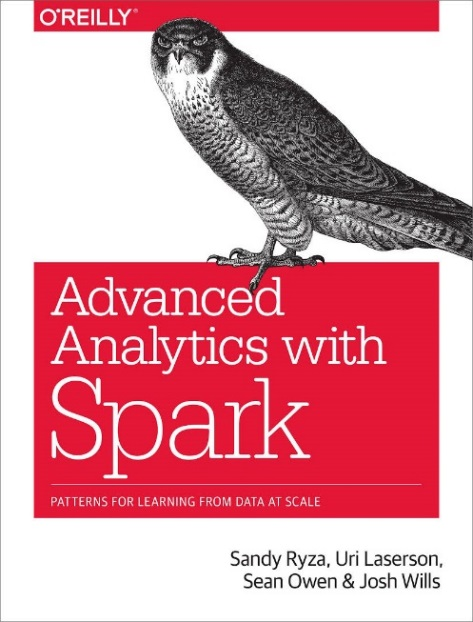 O'REILLY®
Advanced
Analytics with
Spark
PATTERNS FOR LEARNING FROM DATA AT SCALE
Sandy Ryza, Uri Laserson,
Sean Owen & Josh Wills